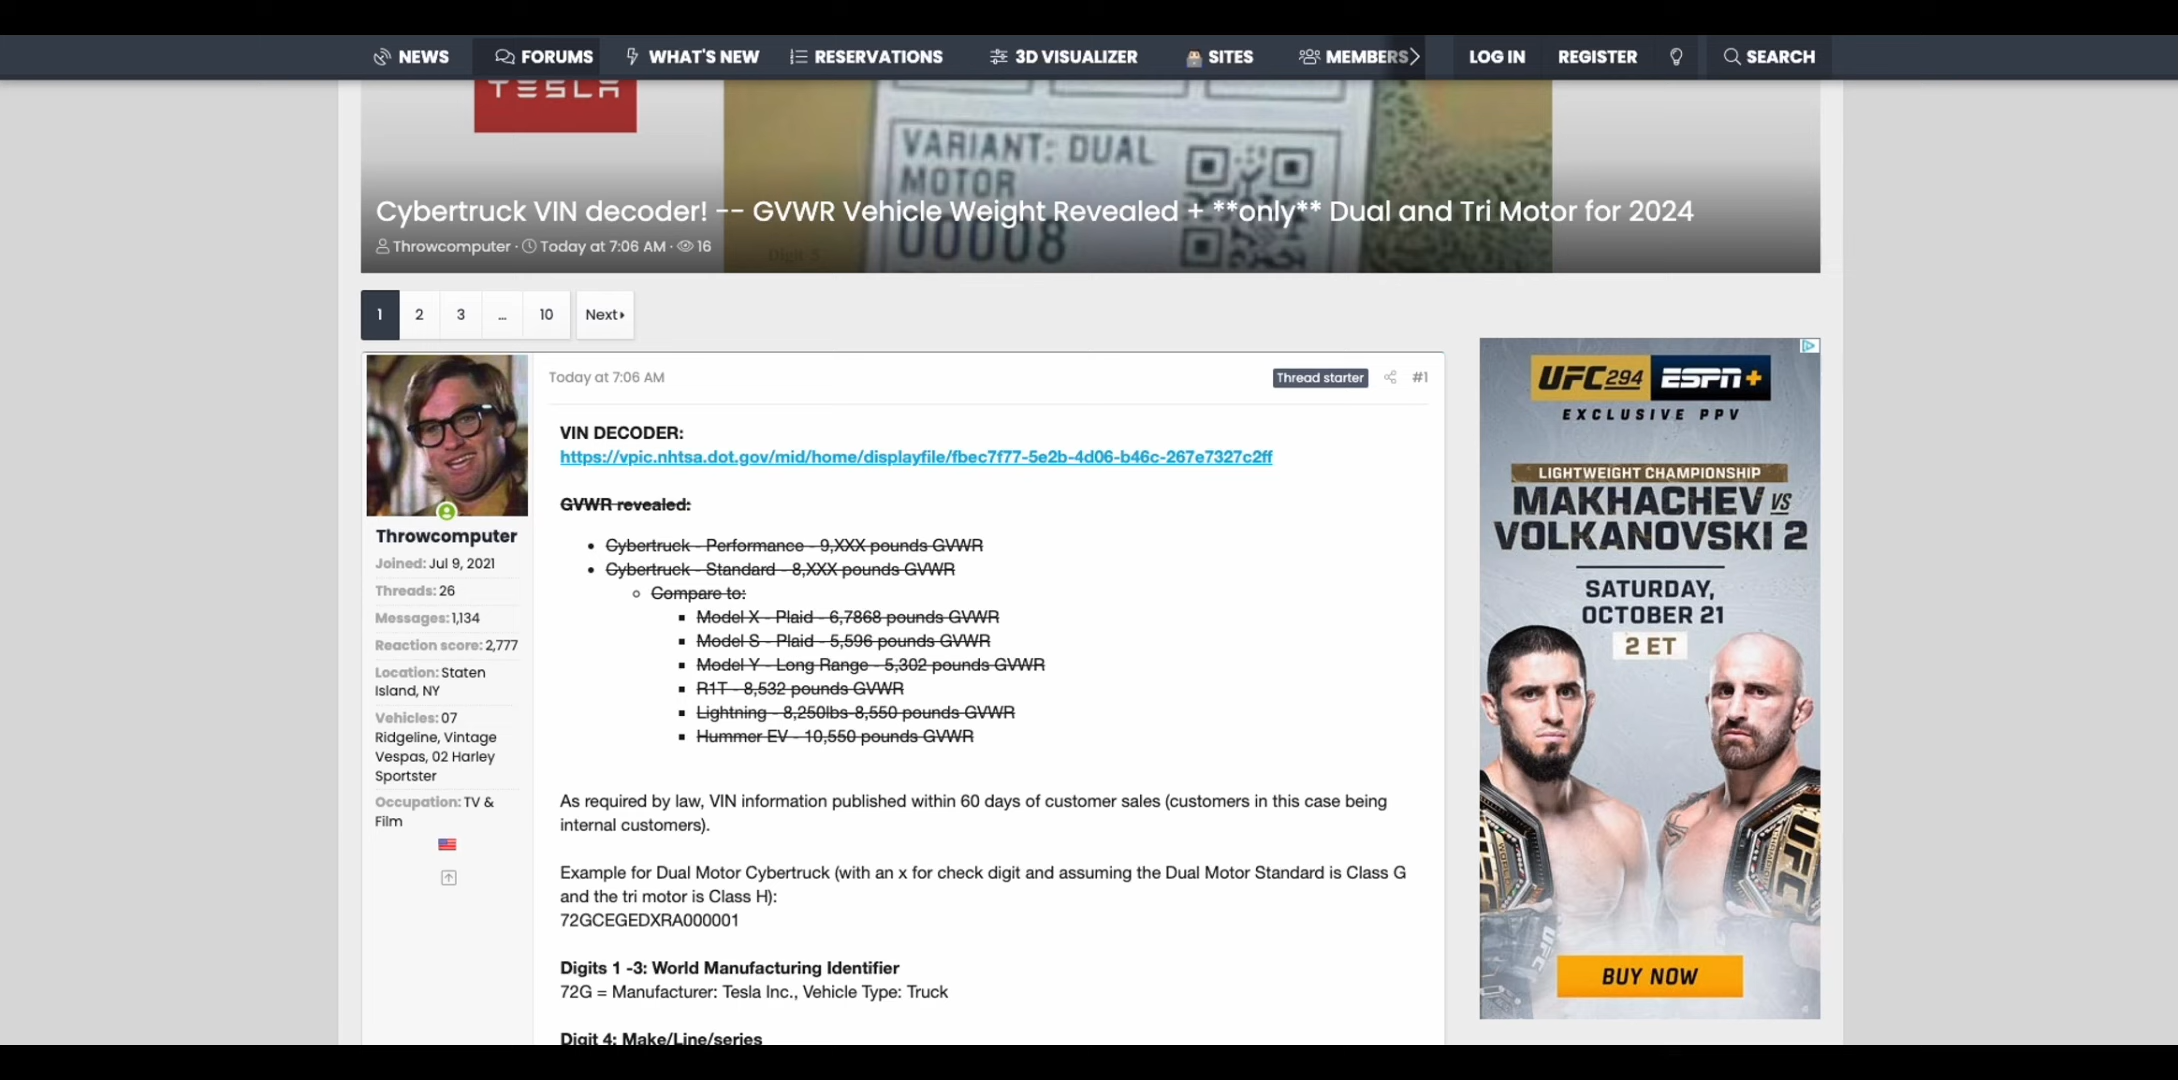 NEWS
FORUMS
WHAT'S NEW
RESERVATIONS
3D VISUALIZER
SITES
MEMBERS
LOG IN
REGISTER
SEARCH
TESLA
VARIANT: DUAL
MOTOR
00008
Digit 5
Cybertruck VIN decoder! -- GVWR Vehicle Weight Revealed + **only** Dual and Tri Motor for 2024
Throwcomputer · Today at 7:06 AM · 16
1 2 3 ... 10 Next
Today at 7:06 AM
Thread starter
#1
Throwcomputer
Joined: Jul 9, 2021
Threads: 26
Messages: 1,134
Reaction score: 2,777
Location: Staten
Island, NY
Vehicles: 07
Ridgeline, Vintage
Vespas, 02 Harley
Sportster
Occupation: TV &
Film
VIN DECODER:
https://vpic.nhtsa.dot.gov/mid/home/displayfile/fbec7f77-5e2b-4d06-b46c-267e7327c2ff
GVWR revealed:
Cybertruck - Performance - 9,XXX pounds GVWR
Cybertruck - Standard - 8,XXX pounds GVWR
Compare to:
Model X - Plaid - 6,7868 pounds GVWR
Model S - Plaid - 5,596 pounds GVWR
Model Y - Long Range - 5,302 pounds GVWR
R1T - 8,532 pounds GVWR
Lightning - 8,250lbs-8,550 pounds GVWR
Hummer EV - 10,550 pounds GVWR
As required by law, VIN information published within 60 days of customer sales (customers in this case being
internal customers).
Example for Dual Motor Cybertruck (with an x for check digit and assuming the Dual Motor Standard is Class G
and the tri motor is Class H):
72GCEGEDXRA000001
Digits 1 -3: World Manufacturing Identifier
72G = Manufacturer: Tesla Inc., Vehicle Type: Truck
Digit 4: Make/Line/series
UFC 294 ESPN+
EXCLUSIVE PPV
LIGHTWEIGHT CHAMPIONSHIP
MAKHACHEV VS
VOLKANOVSKI 2
SATURDAY,
OCTOBER 21
2 ET
UFC
UFC
BUY NOW